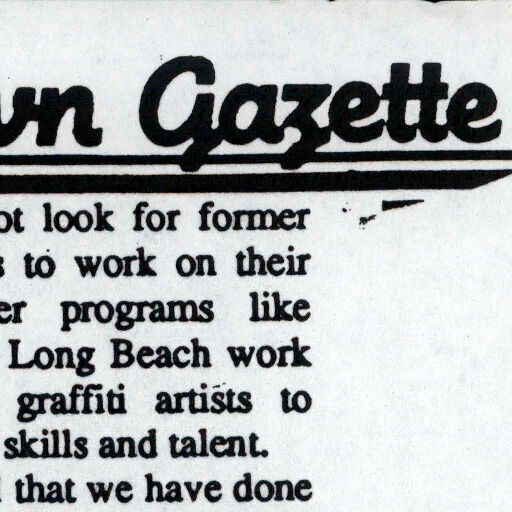 wn Gazette
ot look for former
s to work on their
er programs like
Long Beach work
graffiti artists to
skills and talent.
that we have done